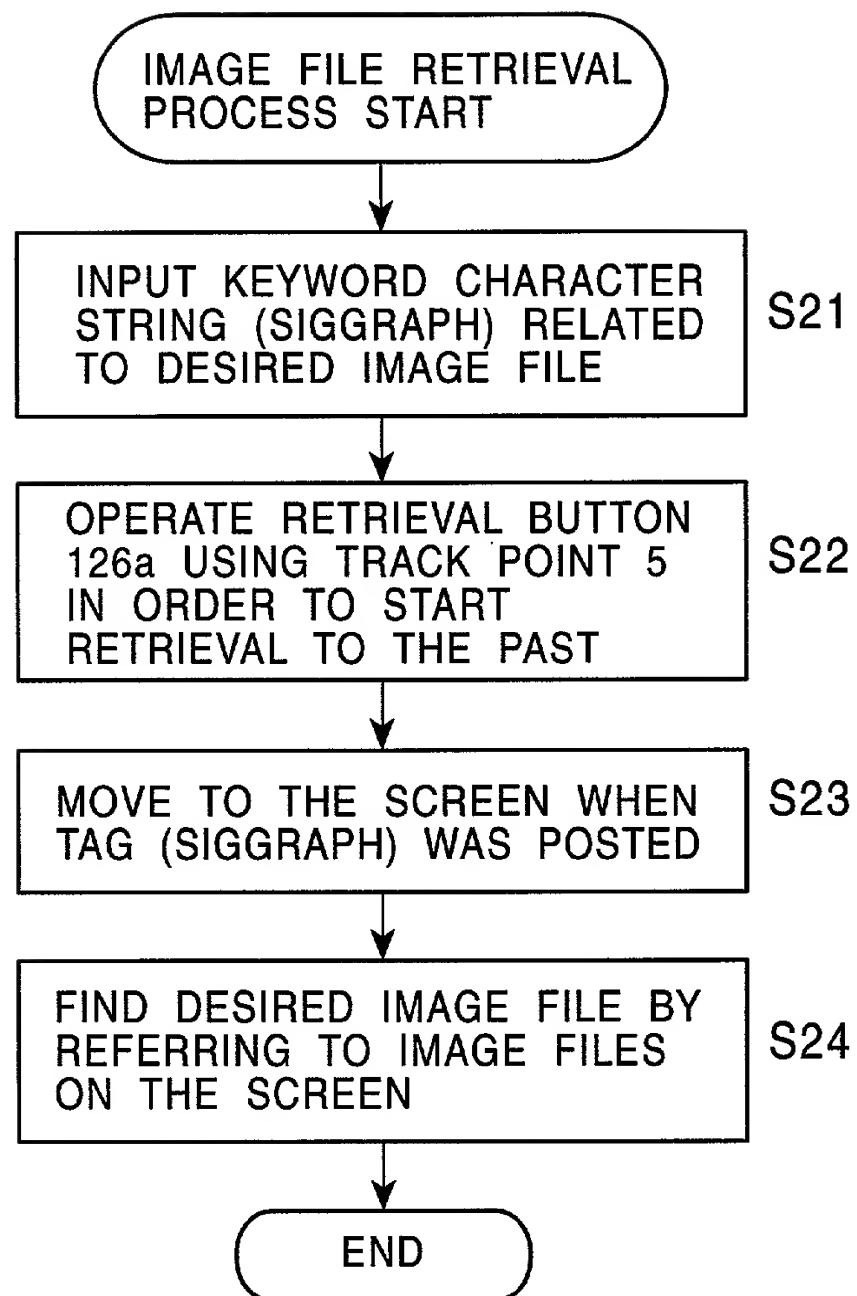 IMAGE FILE RETRIEVAL
PROCESS START
INPUT KEYWORD CHARACTER
STRING (SIGGRAPH) RELATED
TO DESIRED IMAGE FILE
S21
OPERATE RETRIEVAL BUTTON
126a USING TRACK POINT 5
IN ORDER TO START
RETRIEVAL TO THE PAST
S22
MOVE TO THE SCREEN WHEN
TAG (SIGGRAPH) WAS POSTED
S23
FIND DESIRED IMAGE FILE BY
REFERRING TO IMAGE FILES
ON THE SCREEN
S24
END